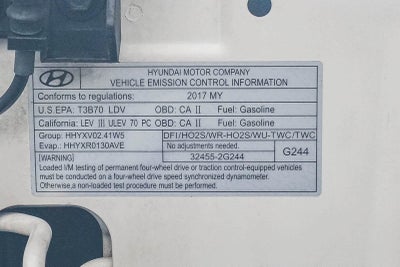 HYUNDAI MOTOR COMPANY
VEHICLE EMISSION CONTROL INFORMATION
Conforms to regulations: 2017 MY
U.S.EPA: T3B70 LDV OBD: CA II Fuel: Gasoline
California: LEV III ULEV 70 PC OBD: CA II Fuel: Gasoline
Group: HHYXV02.41W5 DFI/HO2S/WR-HO2S/WU-TWC/TWC
Evap.: HHYXR0130AVE No adjustments needed. G244
[WARNING] 32455-2G244
Loaded I/M testing of permanent four-wheel drive or traction control-equipped vehicles
must be conducted on a four-wheel drive speed synchronized dynamometer.
Otherwise,a non-loaded test procedure must be performed.